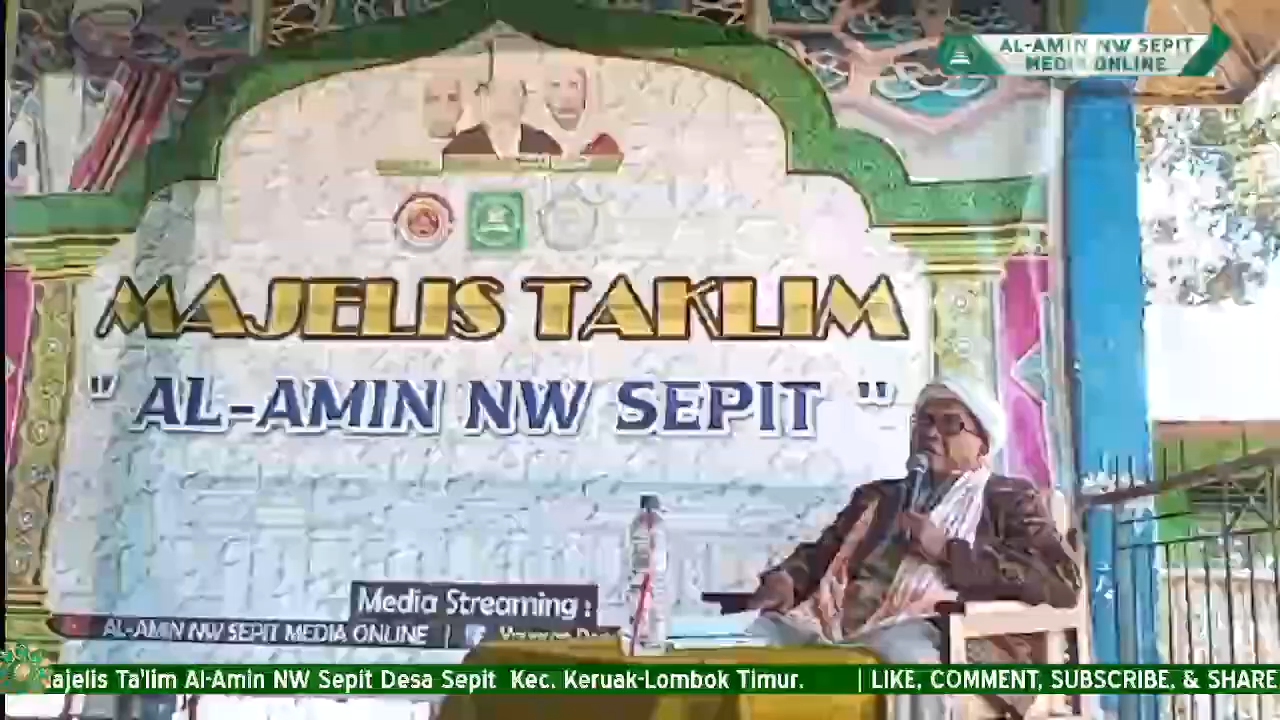 AL-AMIN NW SEPIT
MEDIA ONLINE
MAJELIS TAKLIM
" AL-AMIN NW SEPIT "
Media Streaming :
AL-AMIN NW SEPIT MEDIA ONLINE |
ajelis Ta'lim Al-Amin NW Sepit Desa Sepit Kec. Keruak-Lombok Timur. | LIKE, COMMENT, SUBSCRIBE, & SHARE